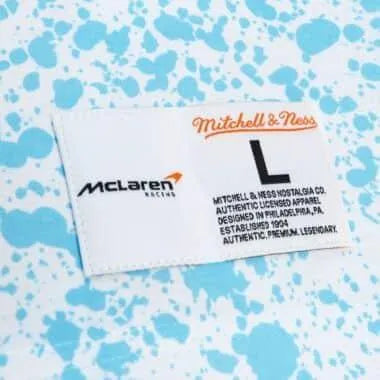 McLaren
RACING
Mitchell & Ness
L
MITCHELL & NESS NOSTALGIA CO.
AUTHENTIC LICENSED APPAREL
DESIGNED IN PHILADELPHIA, PA.
ESTABLISHED 1904
AUTHENTIC, PREMIUM. LEGENDARY.